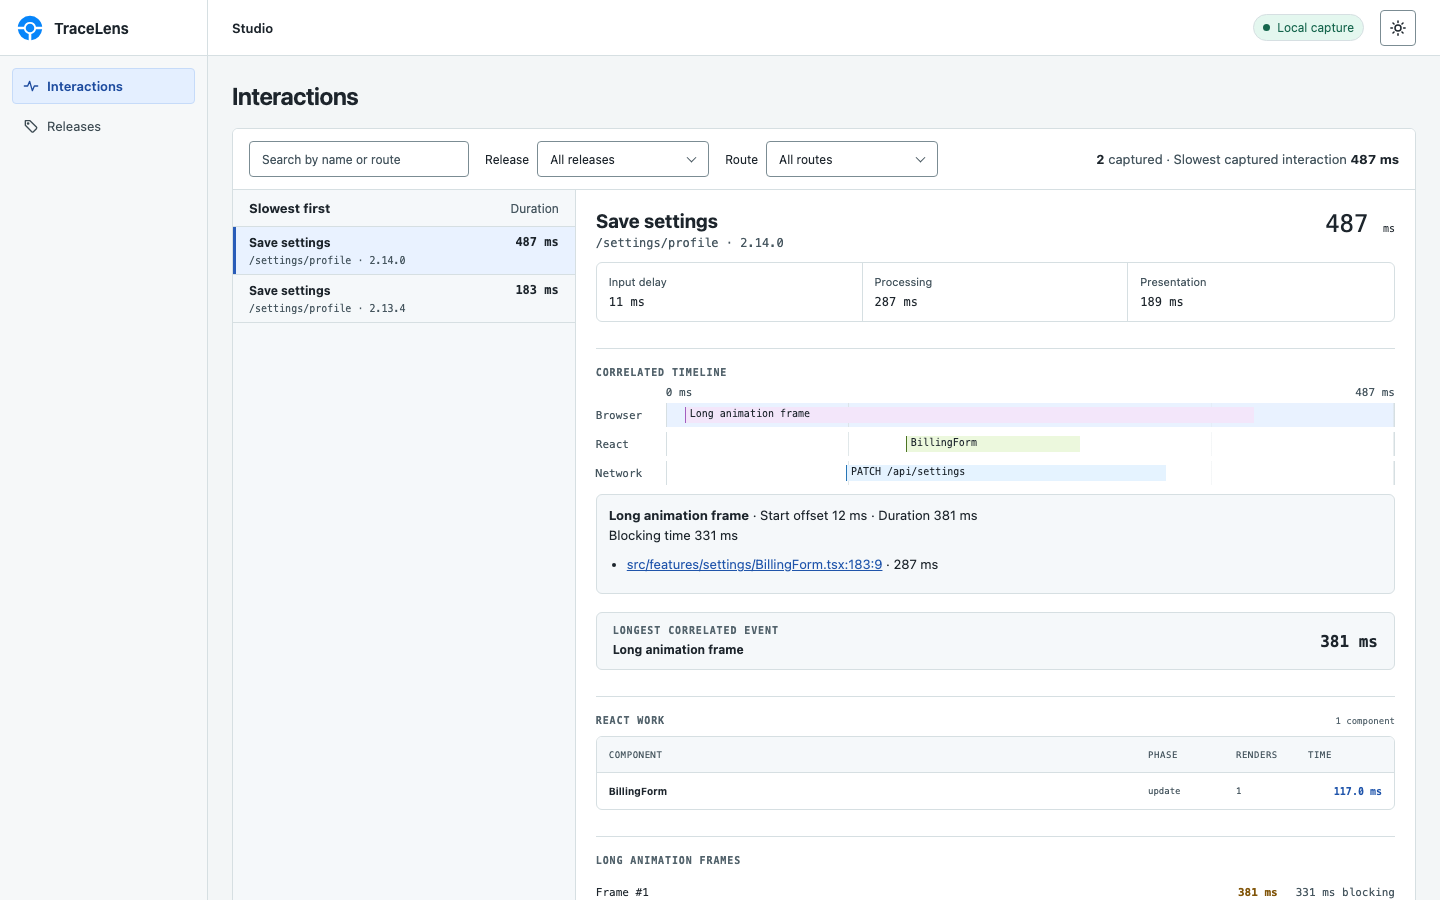 TraceLens
Studio
Local capture
Interactions
Releases
Interactions
Search by name or route
Release
All releases
Route
All routes
2 captured · Slowest captured interaction 487 ms
Slowest first
Duration
Save settings
487 ms
/settings/profile · 2.14.0
Save settings
183 ms
/settings/profile · 2.13.4
Save settings
487 ms
/settings/profile · 2.14.0
Input delay
11 ms
Processing
287 ms
Presentation
189 ms
CORRELATED TIMELINE
0 ms
487 ms
Browser
Long animation frame
React
BillingForm
Network
PATCH /api/settings
Long animation frame · Start offset 12 ms · Duration 381 ms
Blocking time 331 ms
• src/features/settings/BillingForm.tsx:183:9 · 287 ms
LONGEST CORRELATED EVENT
Long animation frame
381 ms
REACT WORK
1 component
COMPONENT
PHASE
RENDERS
TIME
BillingForm
update
1
117.0 ms
LONG ANIMATION FRAMES
Frame #1
381 ms
331 ms blocking